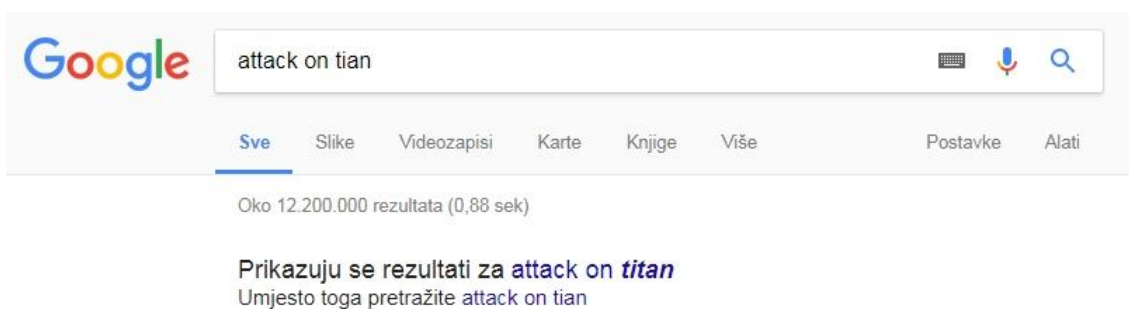 Google attack on tian
Sve Slike Videozapisi Karte Knjige Više Postavke Alati
Oko 12.200.000 rezultata (0,88 sek)
Prikazuju se rezultati za attack on titan
Umjesto toga pretražite attack on tian